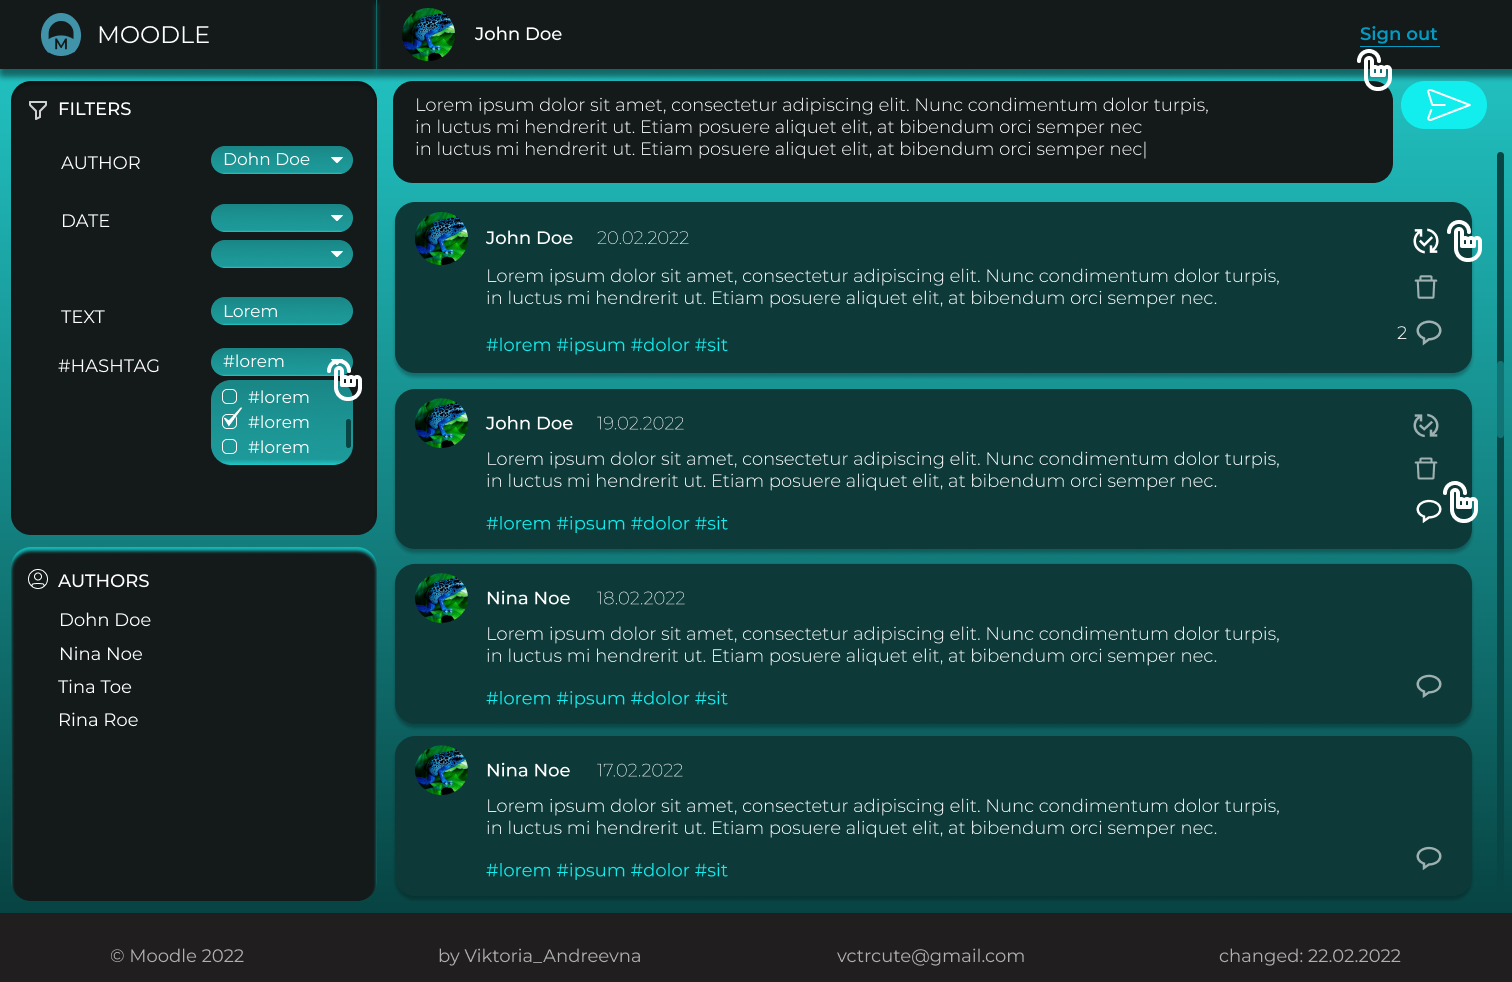 M
MOODLE
John Doe
Sign out
FILTERS
AUTHOR
Dohn Doe
DATE
TEXT
Lorem
#HASHTAG
#lorem
#lorem
#lorem
#lorem
AUTHORS
Dohn Doe
Nina Noe
Tina Toe
Rina Roe
Lorem ipsum dolor sit amet, consectetur adipiscing elit. Nunc condimentum dolor turpis,
in luctus mi hendrerit ut. Etiam posuere aliquet elit, at bibendum orci semper nec
in luctus mi hendrerit ut. Etiam posuere aliquet elit, at bibendum orci semper nec|
John Doe 20.02.2022
Lorem ipsum dolor sit amet, consectetur adipiscing elit. Nunc condimentum dolor turpis,
in luctus mi hendrerit ut. Etiam posuere aliquet elit, at bibendum orci semper nec.
2
#lorem #ipsum #dolor #sit
John Doe 19.02.2022
Lorem ipsum dolor sit amet, consectetur adipiscing elit. Nunc condimentum dolor turpis,
in luctus mi hendrerit ut. Etiam posuere aliquet elit, at bibendum orci semper nec.
#lorem #ipsum #dolor #sit
Nina Noe 18.02.2022
Lorem ipsum dolor sit amet, consectetur adipiscing elit. Nunc condimentum dolor turpis,
in luctus mi hendrerit ut. Etiam posuere aliquet elit, at bibendum orci semper nec.
#lorem #ipsum #dolor #sit
Nina Noe 17.02.2022
Lorem ipsum dolor sit amet, consectetur adipiscing elit. Nunc condimentum dolor turpis,
in luctus mi hendrerit ut. Etiam posuere aliquet elit, at bibendum orci semper nec.
#lorem #ipsum #dolor #sit
© Moodle 2022
by Viktoria_Andreevna
vctrcute@gmail.com
changed: 22.02.2022